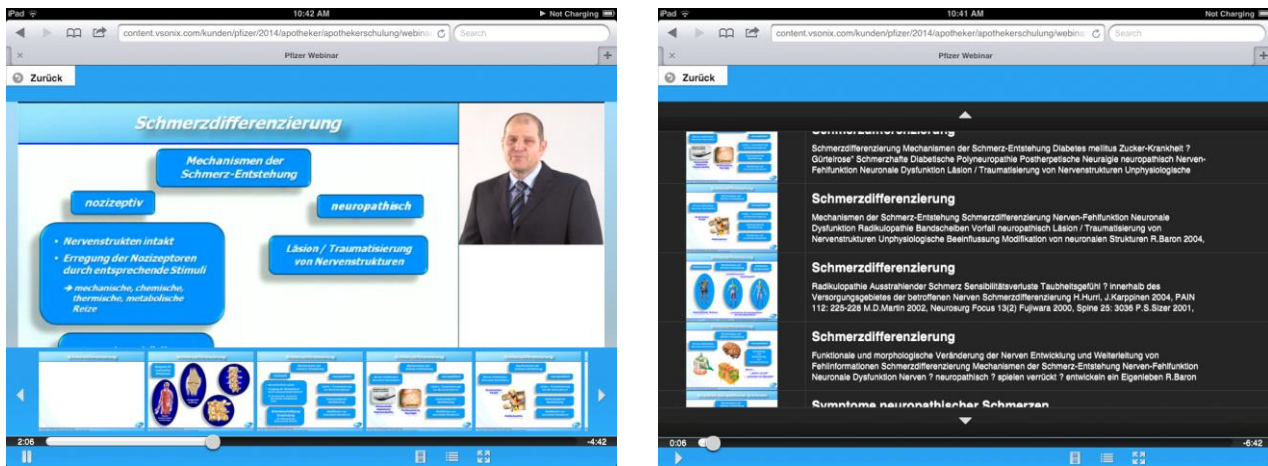 iPad
10:42 AM
Not Charging
content.vsonix.com/kunden/pfizer/2014/apotheker/apothekerschulung/webinar
Search
Pfizer Webinar
Zurück
Schmerzdifferenzierung
Mechanismen der
Schmerz-Entstehung
nozizeptiv
neuropathisch
• Nervenstrukten intakt
• Erregung der Nozizeptoren
durch entsprechende Stimuli
➔ mechanische, chemische,
thermische, metabolische
Reize
Läsion / Traumatisierung
von Nervenstrukturen
2:06
-4:42
iPad
10:41 AM
Not Charging
content.vsonix.com/kunden/pfizer/2014/apotheker/apothekerschulung/webinar
Search
Pfizer Webinar
Zurück
Schmerzdifferenzierung
Schmerzdifferenzierung Mechanismen der Schmerz-Entstehung Diabetes mellitus Zucker-Krankheit ?
Gürtelrose" Schmerzhafte Diabetische Polyneuropathie Postherpetische Neuralgie neuropathisch Nerven-
Fehlfunktion Neuronale Dysfunktion Läsion / Traumatisierung von Nervenstrukturen Unphysiologische
Schmerzdifferenzierung
Mechanismen der Schmerz-Entstehung Schmerzdifferenzierung Nerven-Fehlfunktion Neuronale
Dysfunktion Radikulopathie Bandscheiben Vorfall neuropathisch Läsion / Traumatisierung von
Nervenstrukturen Unphysiologische Beeinflussung Modifikation von neuronalen Strukturen R.Baron 2004,
Schmerzdifferenzierung
Radikulopathie Ausstrahlender Schmerz Sensibilitätsverluste Taubheitsgefühl ? innerhalb des
Versorgungsgebietes der betroffenen Nerven Schmerzdifferenzierung H.Hurri, J.Karppinen 2004, PAIN
112: 225-228 M.D.Martin 2002, Neurosurg Focus 13(2) Fujiwara 2000, Spine 25: 3036 P.S.Sizer 2001,
Schmerzdifferenzierung
Funktionale und morphologische Veränderung der Nerven Entwicklung und Weiterleitung von
Fehlinformationen Schmerzdifferenzierung Mechanismen der Schmerz-Entstehung Nerven-Fehlfunktion
Neuronale Dysfunktion Nerven ? neuropathisch ? spielen verrückt ? entwickeln ein Eigenleben R.Baron
Symptome neuropathischer Schmerzen
0:06
-6:42